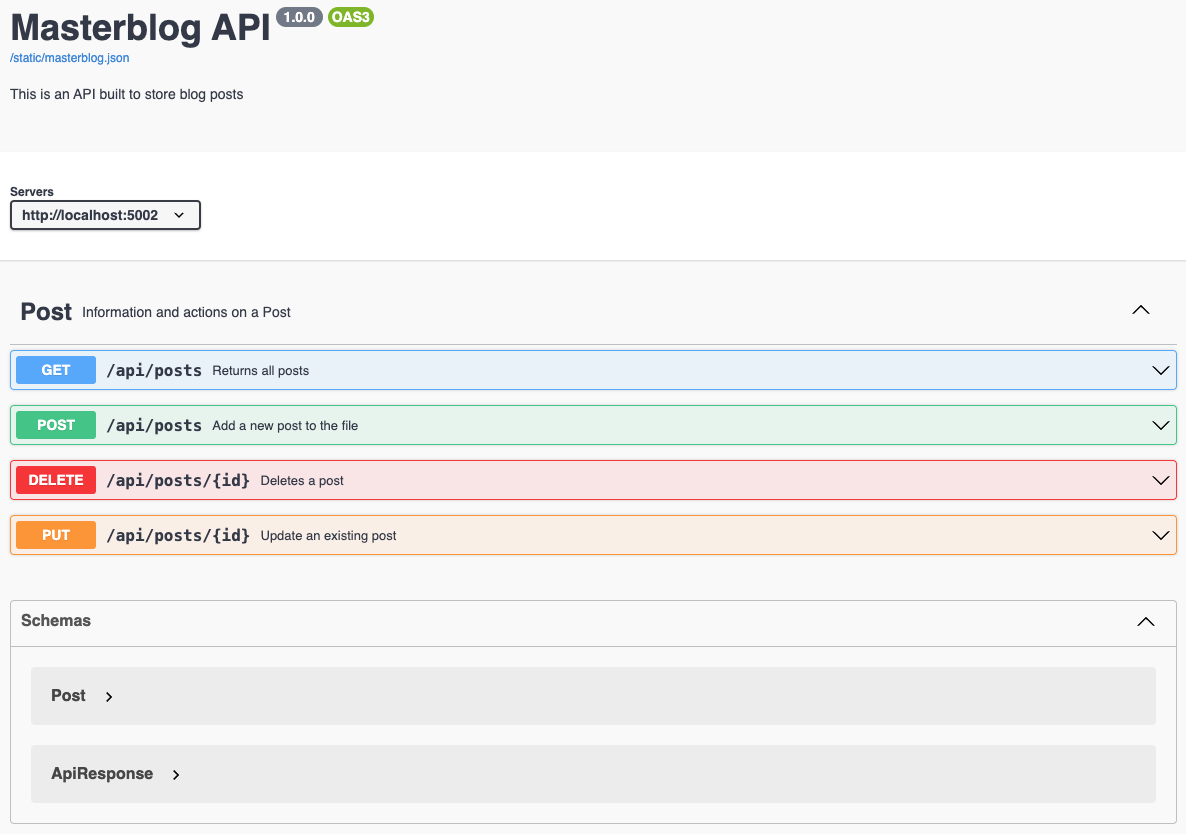 Masterblog API 1.0.0 OAS3
/static/masterblog.json
This is an API built to store blog posts
Servers
http://localhost:5002
Post Information and actions on a Post
GET /api/posts Returns all posts
POST /api/posts Add a new post to the file
DELETE /api/posts/{id} Deletes a post
PUT /api/posts/{id} Update an existing post
Schemas
Post
ApiResponse